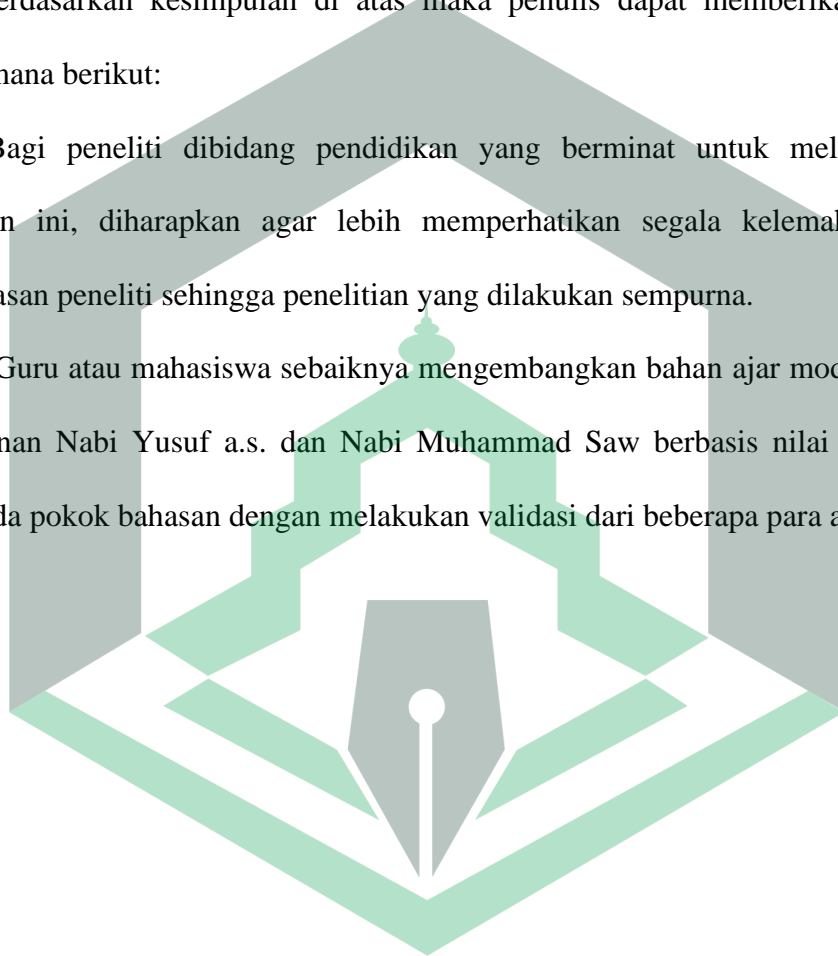 erdasarkan kesimpulan di atas maka penulis dapat memberika
nana berikut:
Bagi peneliti dibidang pendidikan yang berminat untuk mel
n ini, diharapkan agar lebih memperhatikan segala kelemal
asan peneliti sehingga penelitian yang dilakukan sempurna.
Guru atau mahasiswa sebaiknya mengembangkan bahan ajar mod
nan Nabi Yusuf a.s. dan Nabi Muhammad Saw berbasis nilai
da pokok bahasan dengan melakukan validasi dari beberapa para a